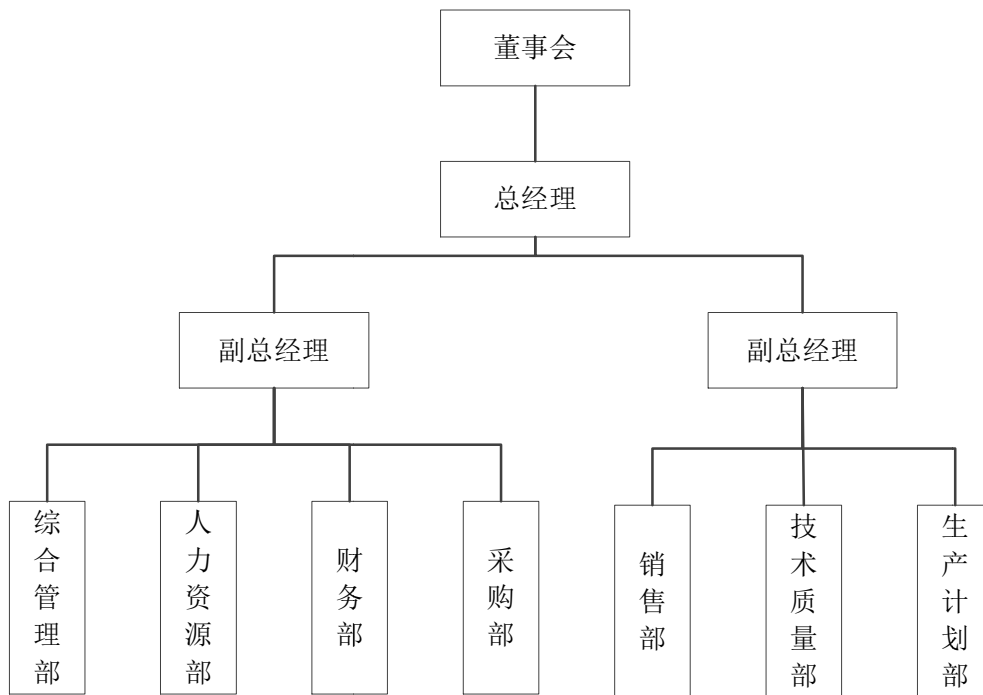 董事会
总经理
副总经理
副总经理
综合管理部
人力资源部
财务部
采购部
销售部
技术质量部
生产计划部